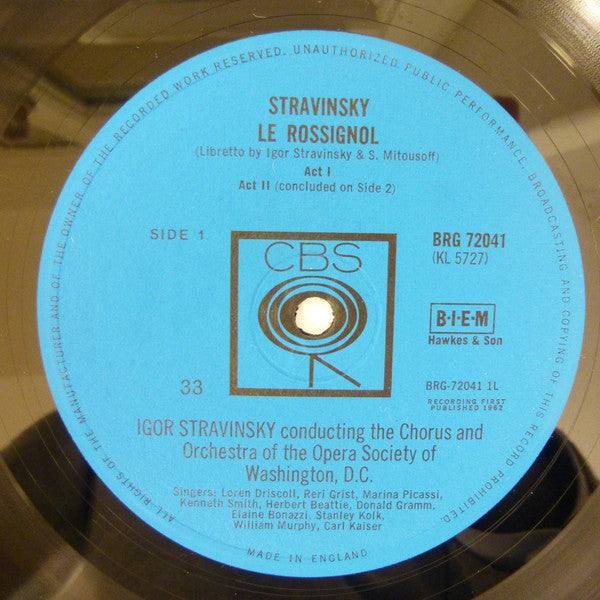 ALL RIGHTS OF THE MANUFACTURER AND OF THE OWNER OF THE RECORDED WORK RESERVED. UNAUTHORIZED PUBLIC PERFORMANCE, BROADCASTING AND COPYING OF THIS RECORD PROHIBITED.
STRAVINSKY
LE ROSSIGNOL
(Libretto by Igor Stravinsky & S. Mitousoff)
Act I
Act II (concluded on Side 2)
SIDE 1
CBS
BRG 72041
(KL 5727)
B·I·E·M
Hawkes & Son
33
BRG-72041 1L
RECORDING FIRST
PUBLISHED 1962
IGOR STRAVINSKY conducting the Chorus and
Orchestra of the Opera Society of
Washington, D.C.
Singers: Loren Driscoll, Reri Grist, Marina Picassi,
Kenneth Smith, Herbert Beattie, Donald Gramm,
Elaine Bonazzi, Stanley Kolk,
William Murphy, Carl Kaiser
MADE IN ENGLAND